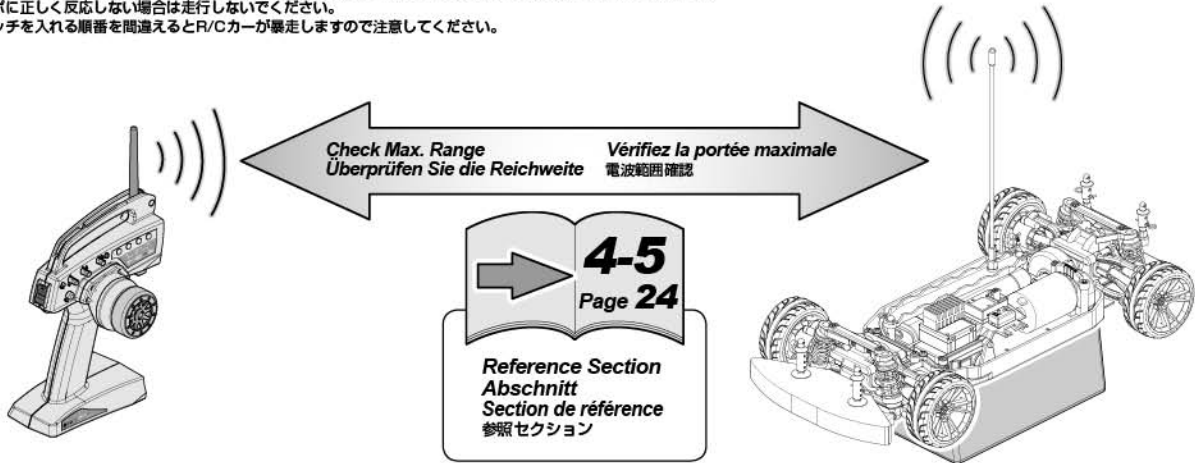 ボに正しく反応しない場合は走行しないでください。
ッチを入れる順番を間違えるとR/Cカーが暴走しますので注意してください。
Check Max. Range
Überprüfen Sie die Reichweite
Vérifiez la portée maximale
電波範囲確認
4-5
Page 24
Reference Section
Abschnitt
Section de référence
参照セクション